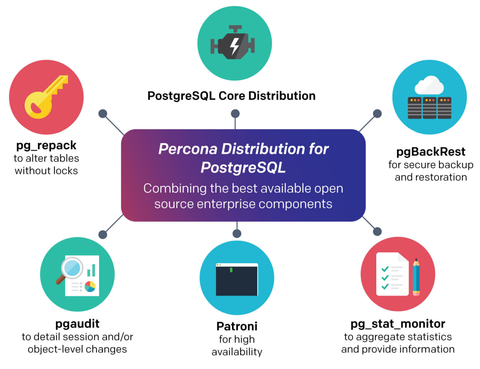 PostgreSQL Core Distribution
pg_repack
to alter tables
without locks
Percona Distribution for
PostgreSQL
Combining the best available open
source enterprise components
pgBackRest
for secure backup
and restoration
pgaudit
to detail session and/or
object-level changes
Patroni
for high
availability
pg_stat_monitor
to aggregate statistics
and provide information